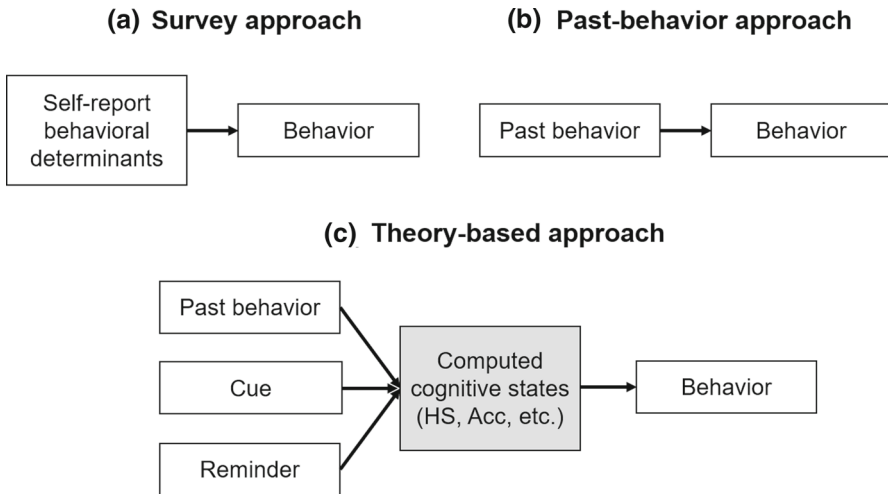 (a) Survey approach
Self-report
behavioral
determinants
Behavior
(b) Past-behavior approach
Past behavior
Behavior
(c) Theory-based approach
Past behavior
Cue
Reminder
Computed
cognitive states
(HS, Acc, etc.)
Behavior